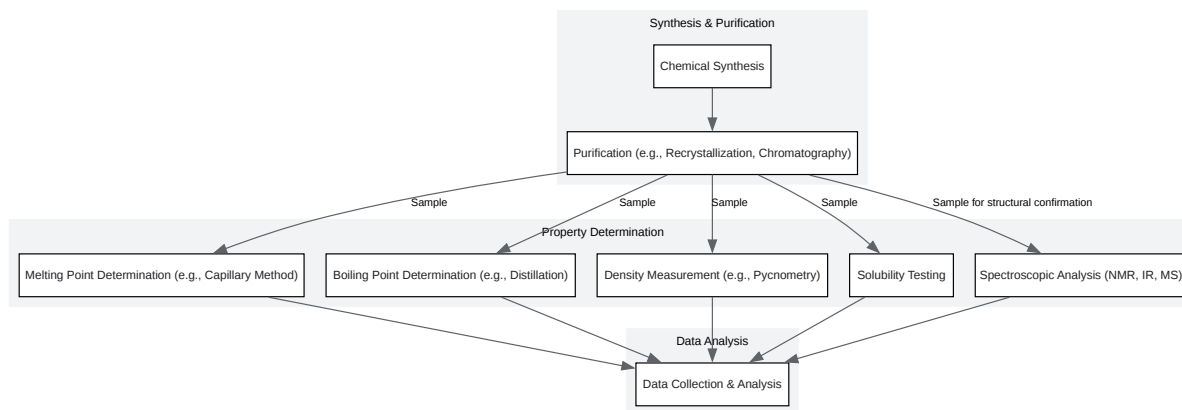 Synthesis & Purification
Chemical Synthesis
Purification (e.g., Recrystallization, Chromatography)
Sample
Sample
Sample
Sample
Sample for structural confirmation
Property Determination
Melting Point Determination (e.g., Capillary Method)
Boiling Point Determination (e.g., Distillation)
Density Measurement (e.g., Pycnometry)
Solubility Testing
Spectroscopic Analysis (NMR, IR, MS)
Data Analysis
Data Collection & Analysis